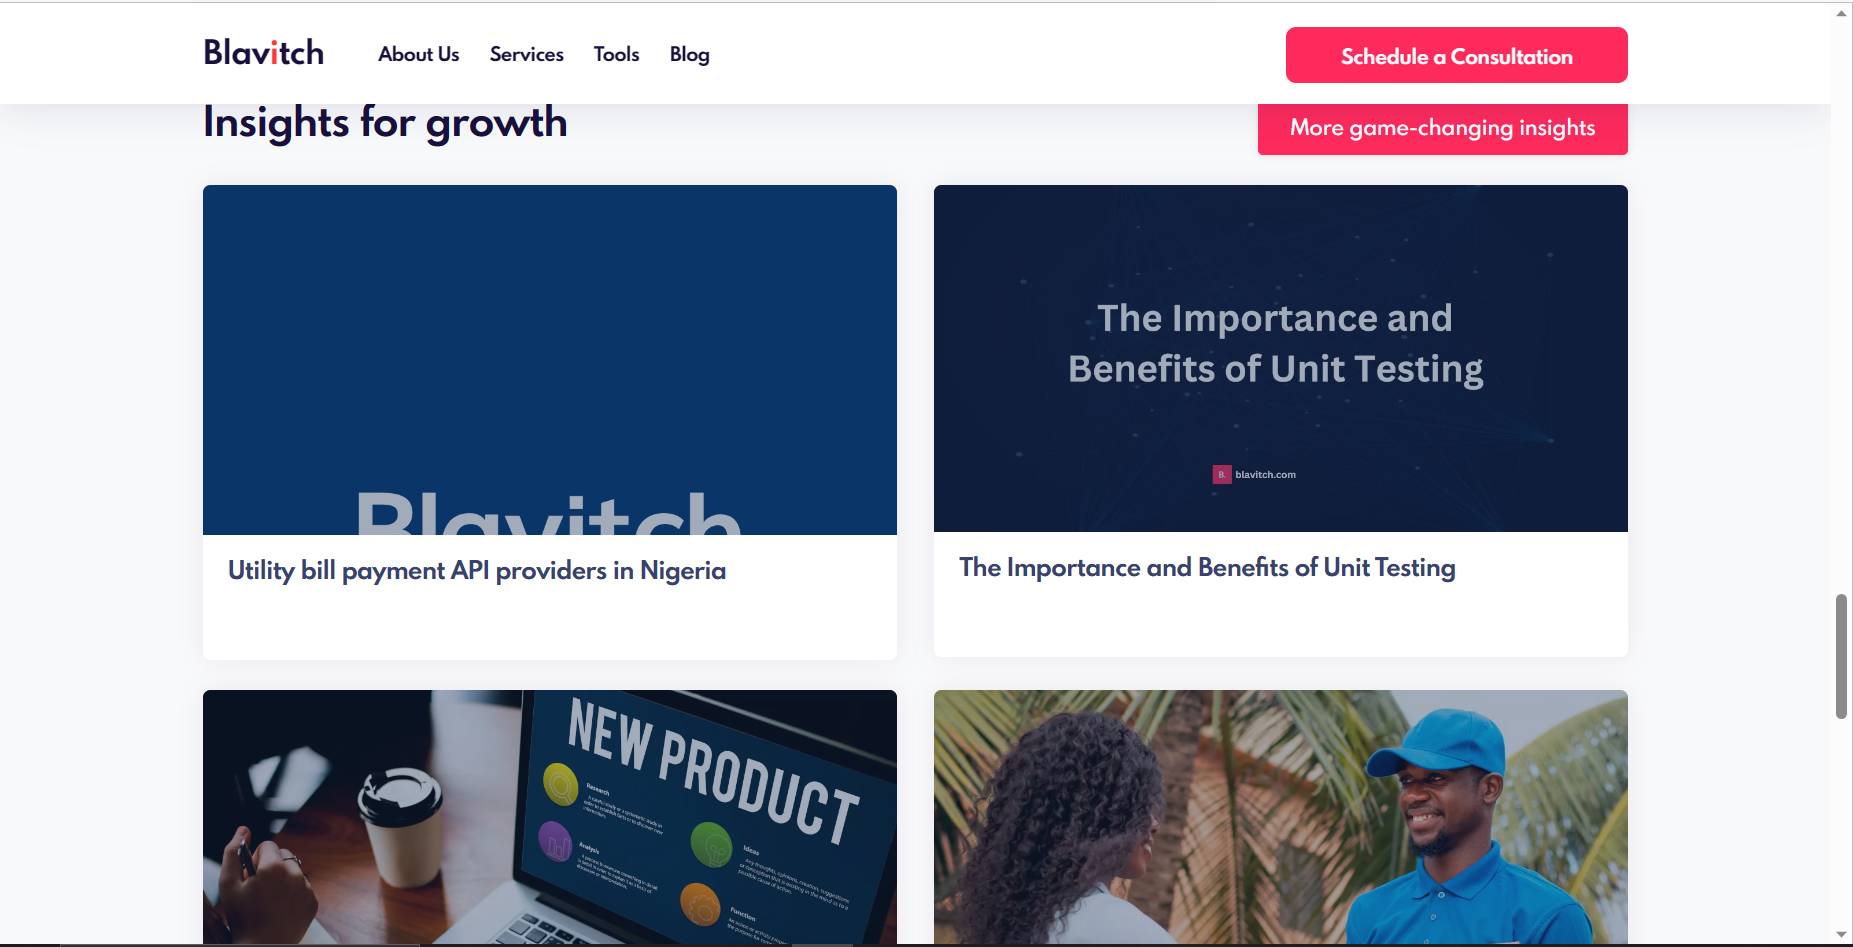 Blavitch
About Us
Services
Tools
Blog
Schedule a Consultation
Insights for growth
More game-changing insights
Blavitch
Utility bill payment API providers in Nigeria
The Importance and
Benefits of Unit Testing
B. blavitch.com
The Importance and Benefits of Unit Testing
NEW PRODUCT
Research
Analysis
Ideas
Function